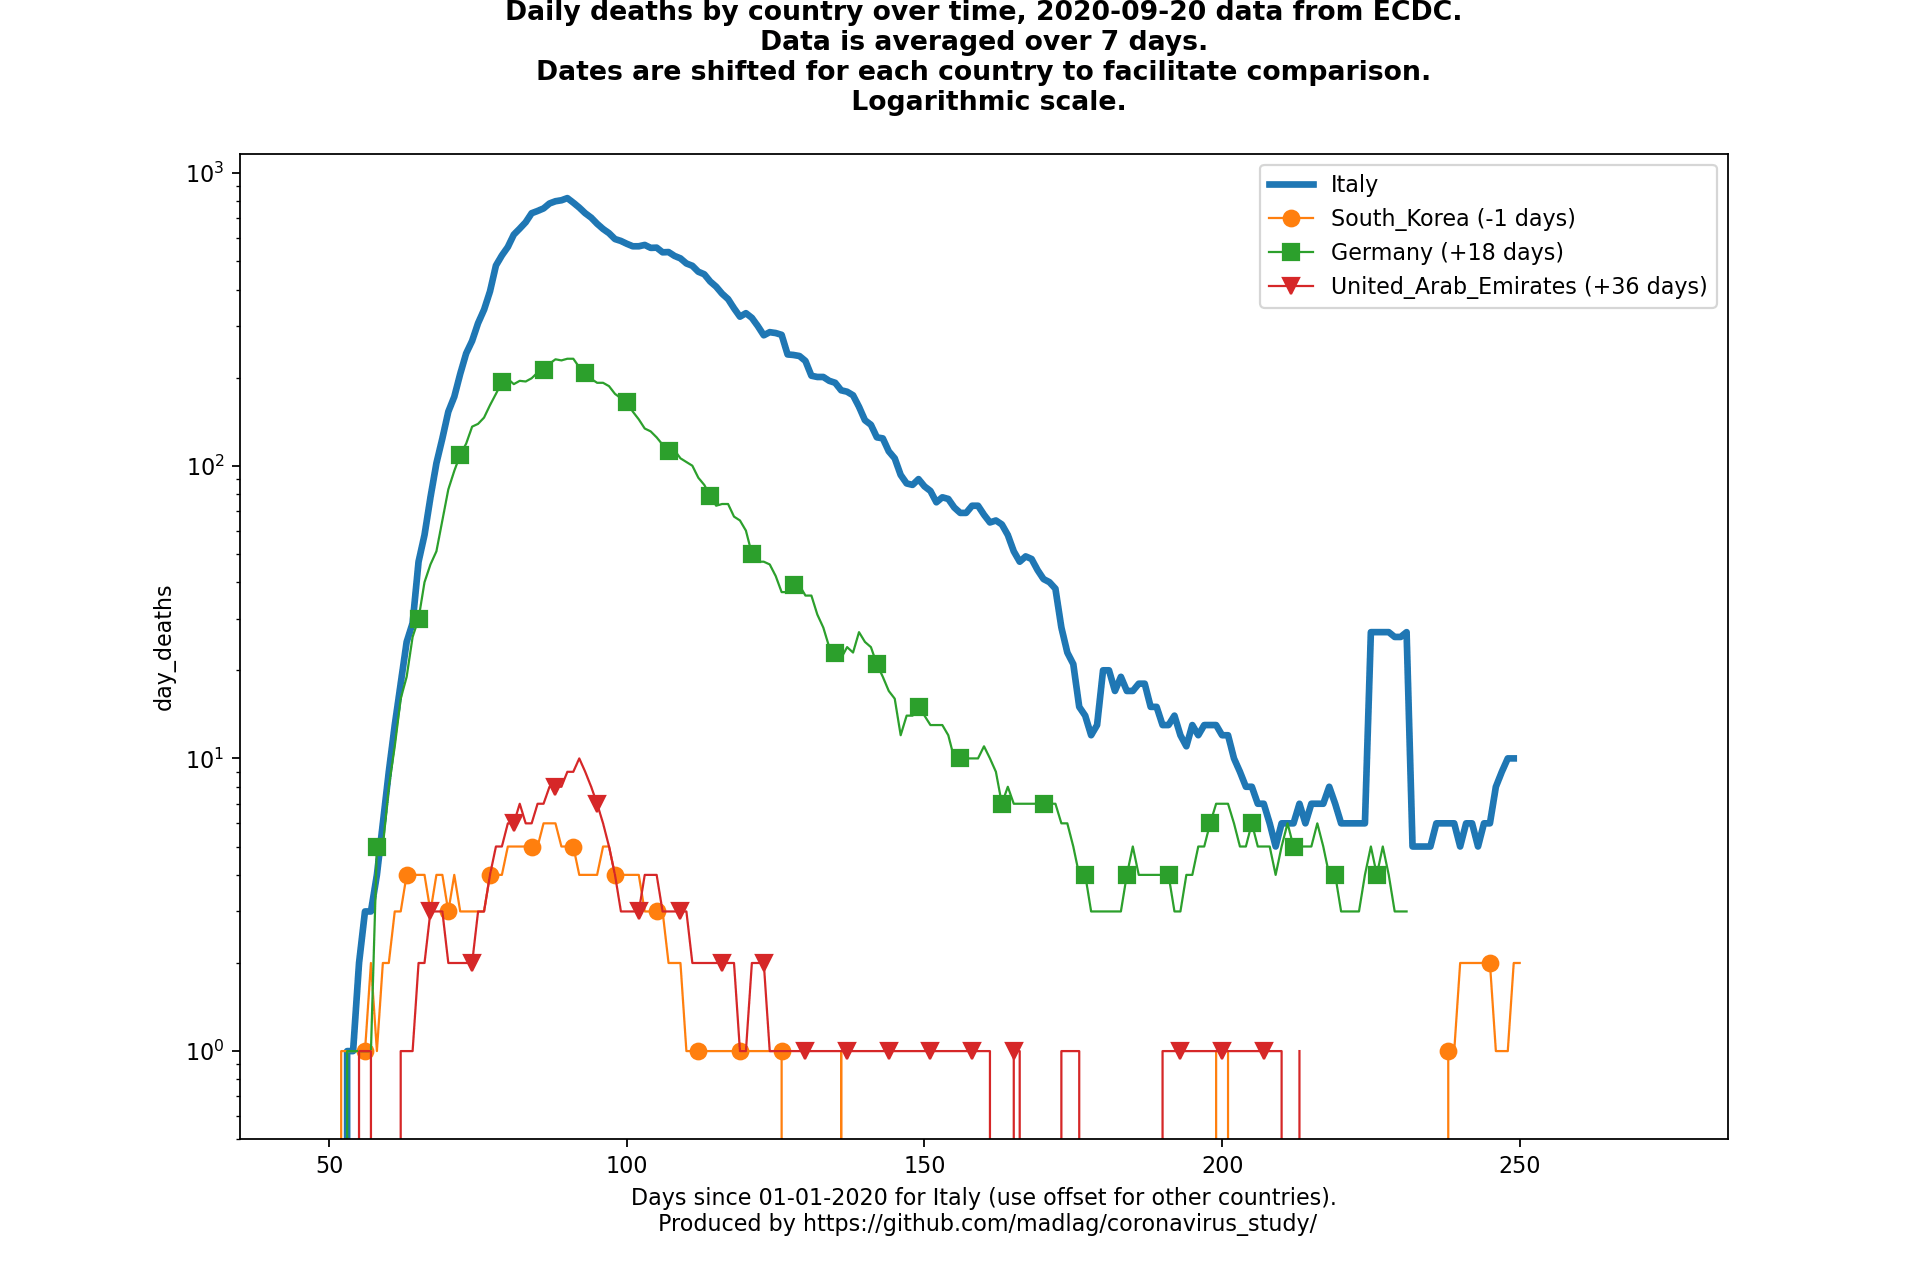 Daily deaths by country over time, 2020-09-20 data from ECDC.
Data is averaged over 7 days.
Dates are shifted for each country to facilitate comparison.
Logarithmic scale.
10³
10²
10¹
10⁰
day_deaths
Italy
South_Korea (-1 days)
Germany (+18 days)
United_Arab_Emirates (+36 days)
50 100 150 200 250
Days since 01-01-2020 for Italy (use offset for other countries).
Produced by https://github.com/madlag/coronavirus_study/